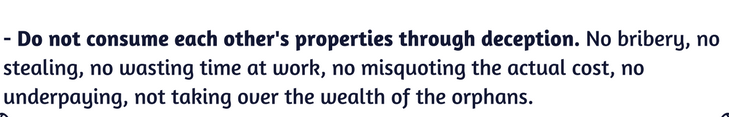 - Do not consume each other's properties through deception. No bribery, no
stealing, no wasting time at work, no misquoting the actual cost, no
underpaying, not taking over the wealth of the orphans.